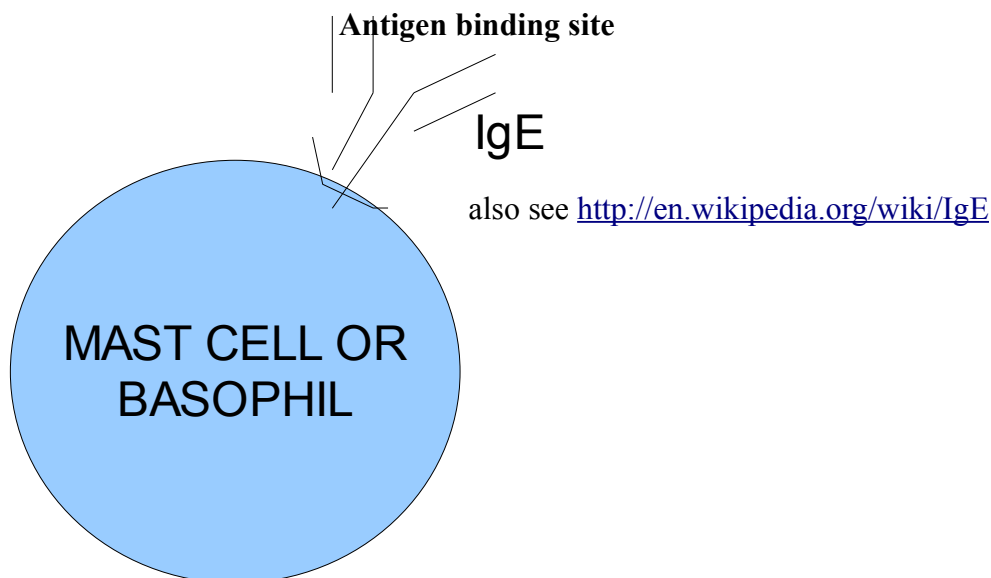 Antigen binding site
IgE
also see http://en.wikipedia.org/wiki/IgE
MAST CELL OR
BASOPHIL